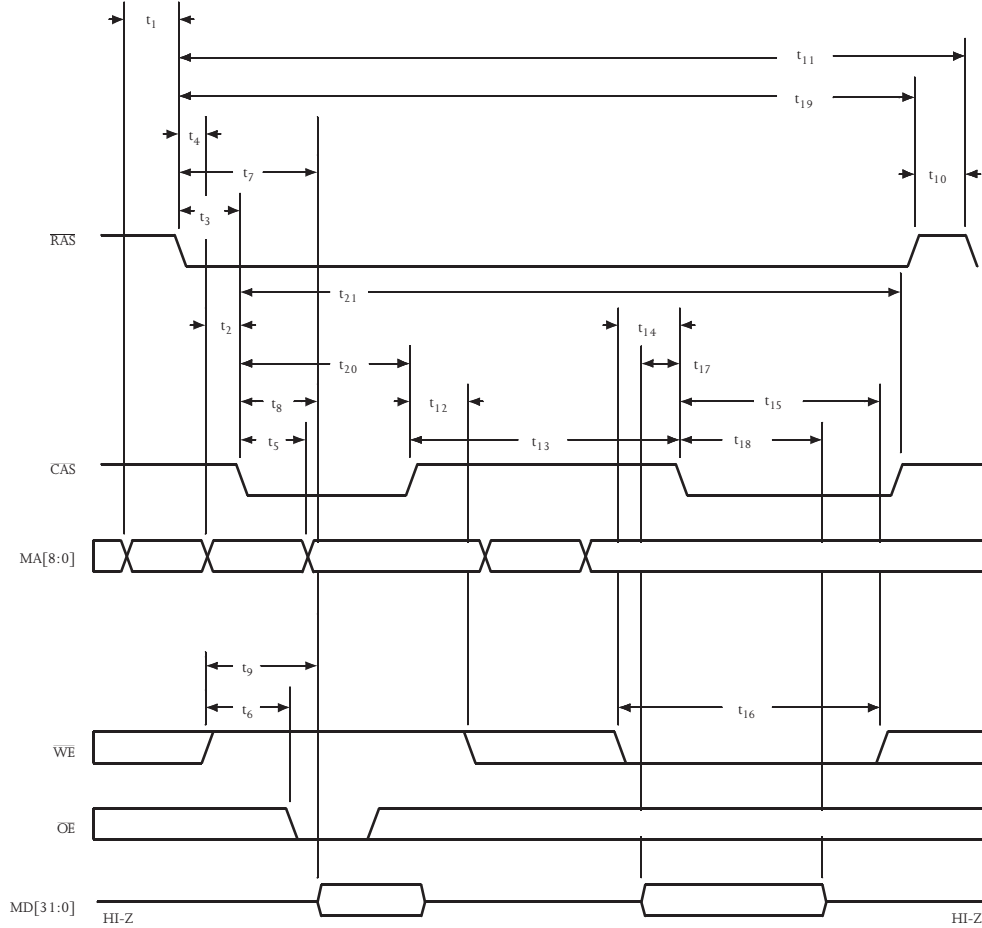 t1
t11
t19
t4
t7
t10
t3
RAS
t21
t2
t14
t20
t17
t8
t12
t15
t5
t13
t18
CAS
MA[8:0]
t9
t6
t16
WE
OE
MD[31:0]
HI-Z
HI-Z